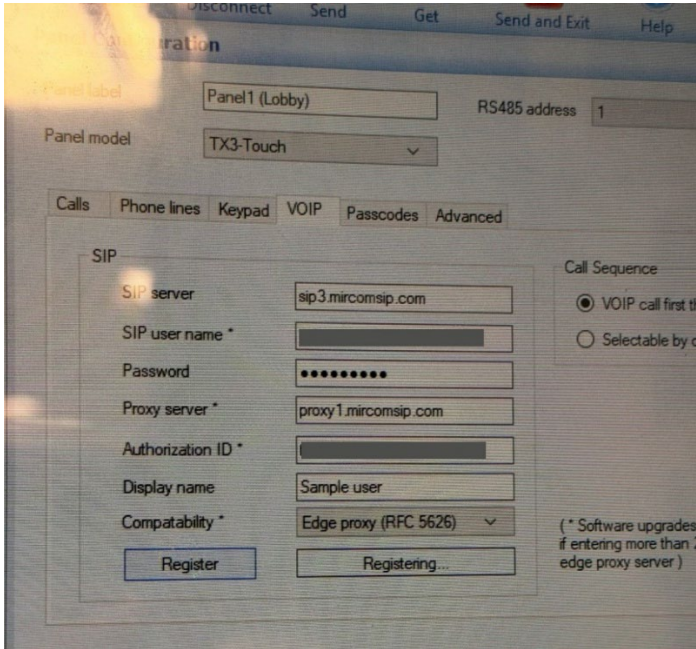 Disconnect Send Get Send and Exit Help
uration
Panel label Panel1 (Lobby) RS485 address 1
Panel model TX3-Touch
Calls Phone lines Keypad VOIP Passcodes Advanced
SIP
Call Sequence
SIP server sip3.mircomsip.com
VOIP call first
SIP user name *
Selectable by
Password ●●●●●●●●●
Proxy server * proxy1.mircomsip.com
Authorization ID *
Display name Sample user
Compatability * Edge proxy (RFC 5626)
( * Software upgrades
if entering more than
edge proxy server )
Register Registering...